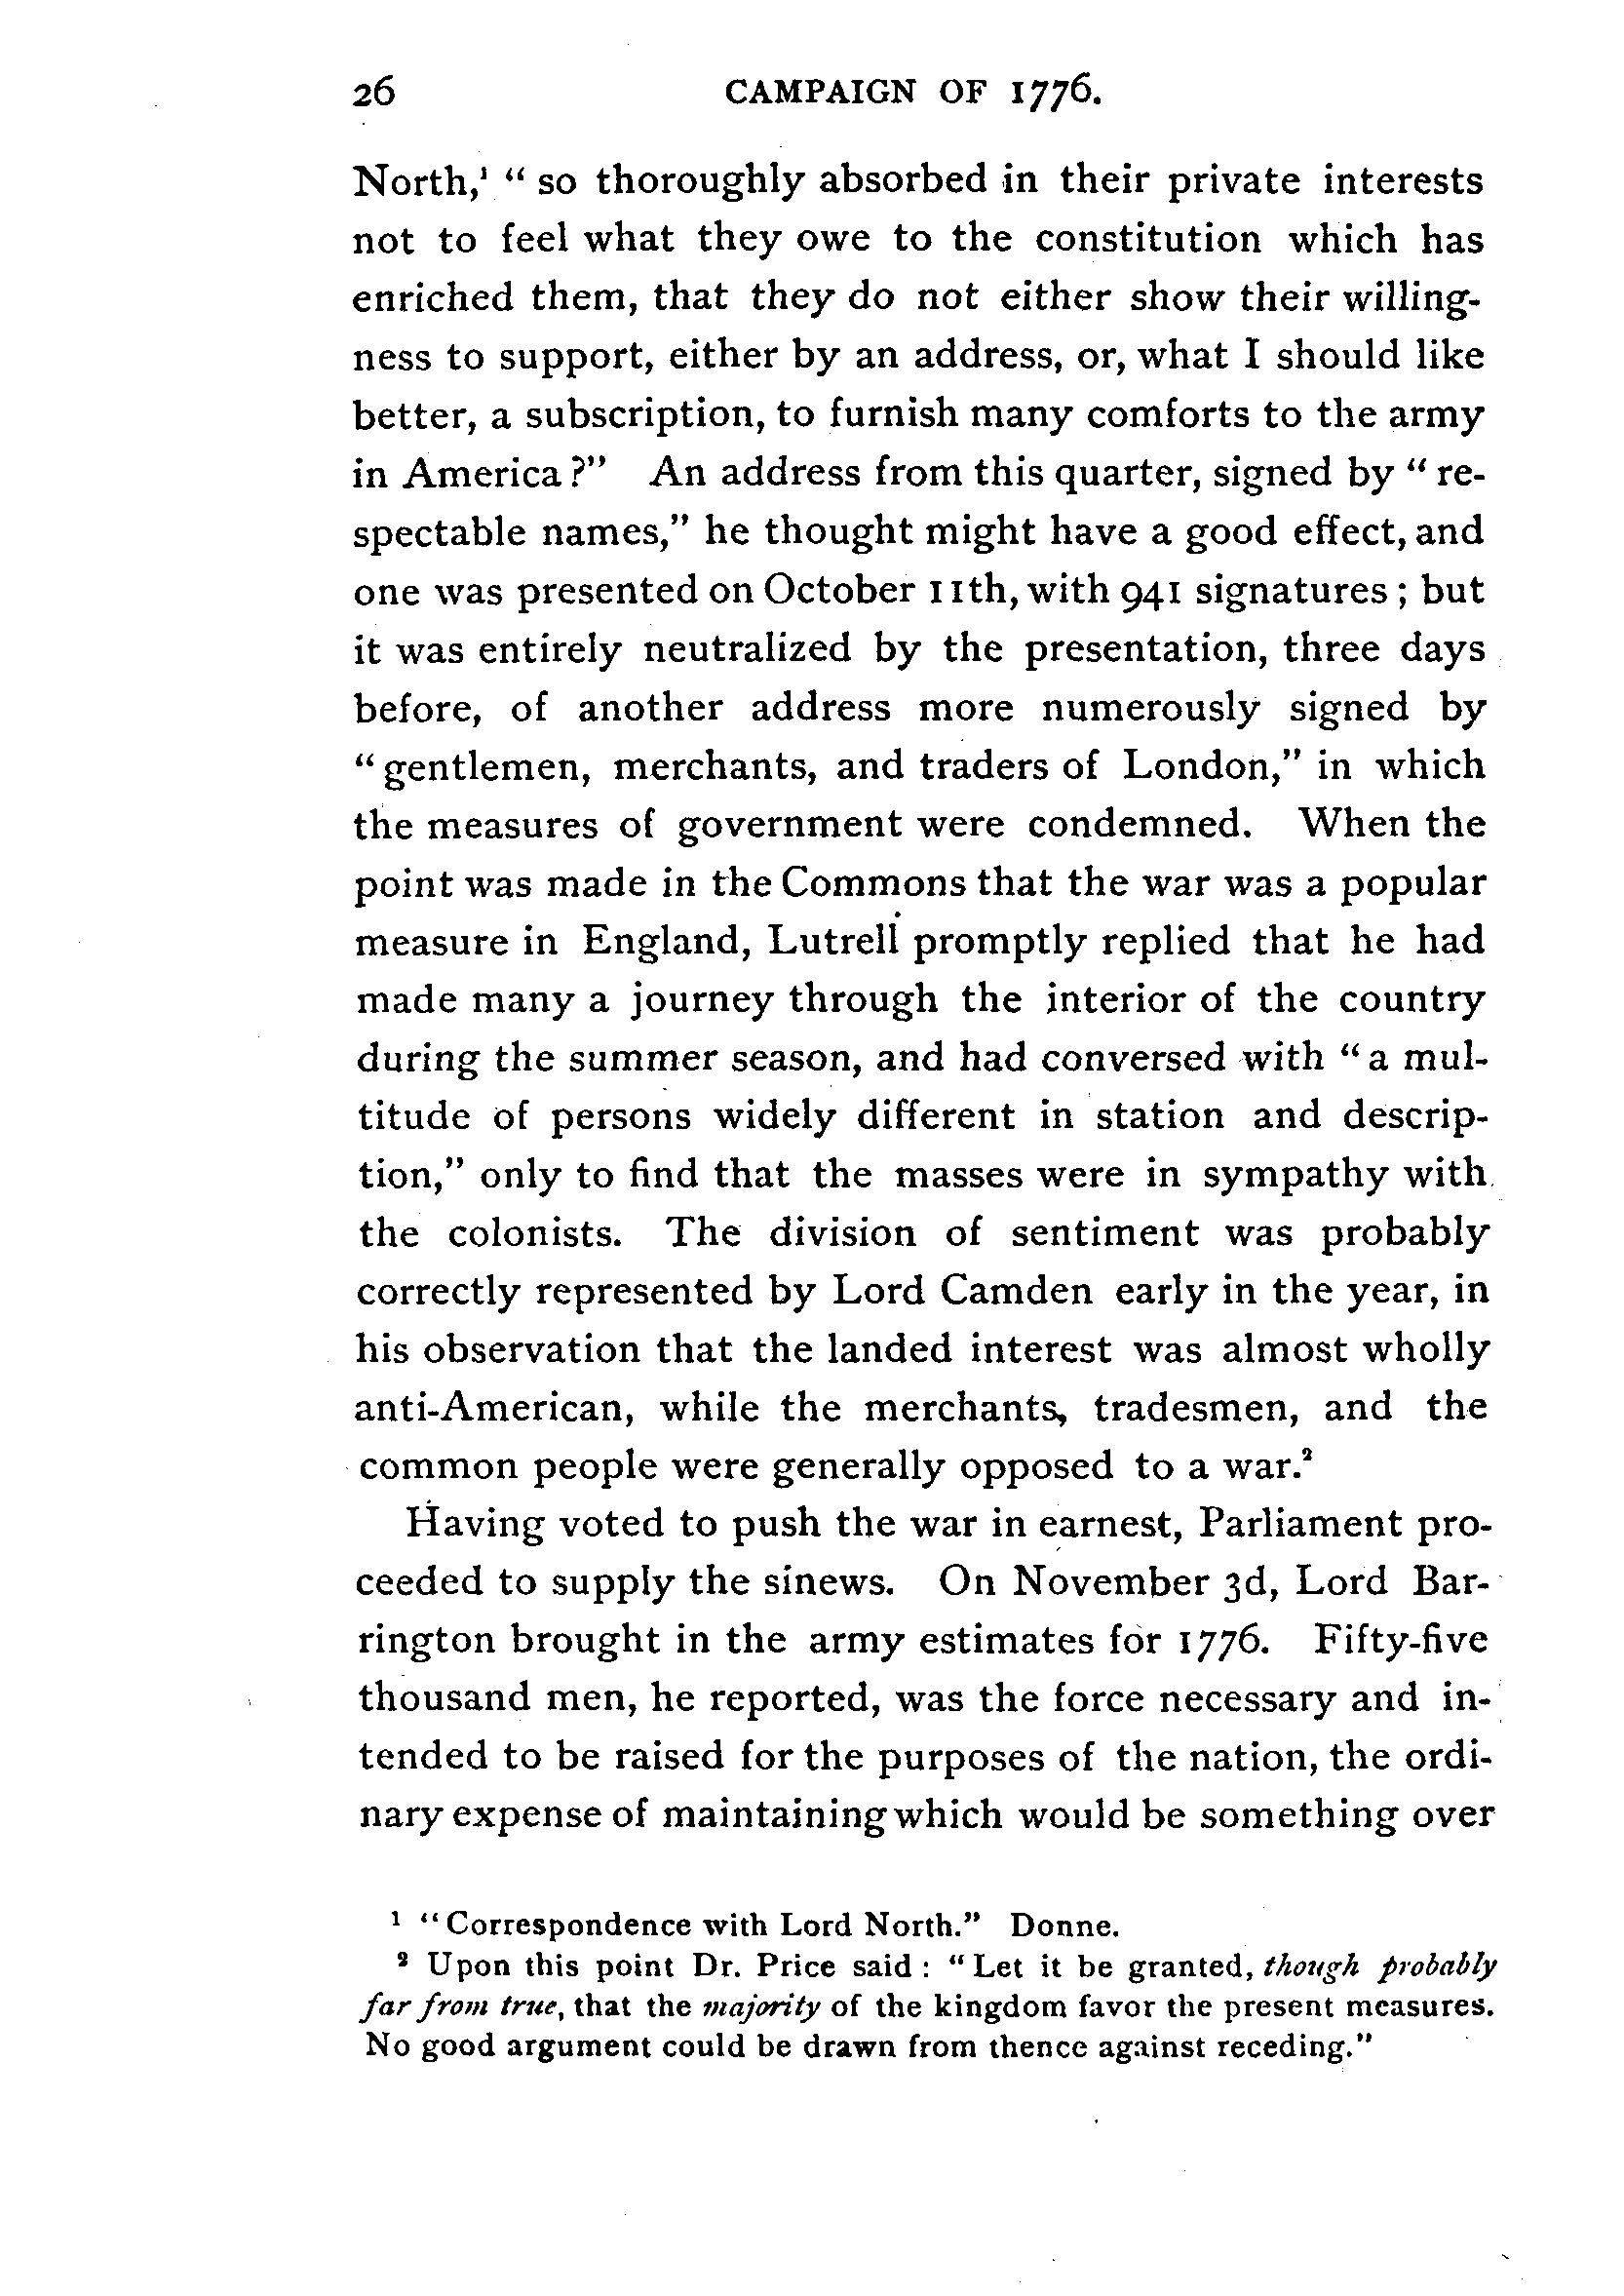 26 CAMPAIGN OF 1776.
North,¹ “ so thoroughly absorbed in their private interests
not to feel what they owe to the constitution which has
enriched them, that they do not either show their willing-
ness to support, either by an address, or, what I should like
better, a subscription, to furnish many comforts to the army
in America ?” An address from this quarter, signed by “ re-
spectable names,” he thought might have a good effect, and
one was presented on October 11th, with 941 signatures ; but
it was entirely neutralized by the presentation, three days
before, of another address more numerously signed by
“ gentlemen, merchants, and traders of London,” in which
the measures of government were condemned. When the
point was made in the Commons that the war was a popular
measure in England, Lutrell promptly replied that he had
made many a journey through the interior of the country
during the summer season, and had conversed with “ a mul-
titude of persons widely different in station and descrip-
tion,” only to find that the masses were in sympathy with
the colonists. The division of sentiment was probably
correctly represented by Lord Camden early in the year, in
his observation that the landed interest was almost wholly
anti-American, while the merchants, tradesmen, and the
common people were generally opposed to a war.²
Having voted to push the war in earnest, Parliament pro-
ceeded to supply the sinews. On November 3d, Lord Bar-
rington brought in the army estimates for 1776. Fifty-five
thousand men, he reported, was the force necessary and in-
tended to be raised for the purposes of the nation, the ordi-
nary expense of maintaining which would be something over
¹ “ Correspondence with Lord North.” Donne.
² Upon this point Dr. Price said : “ Let it be granted, though probably
far from true, that the majority of the kingdom favor the present measures.
No good argument could be drawn from thence against receding.”